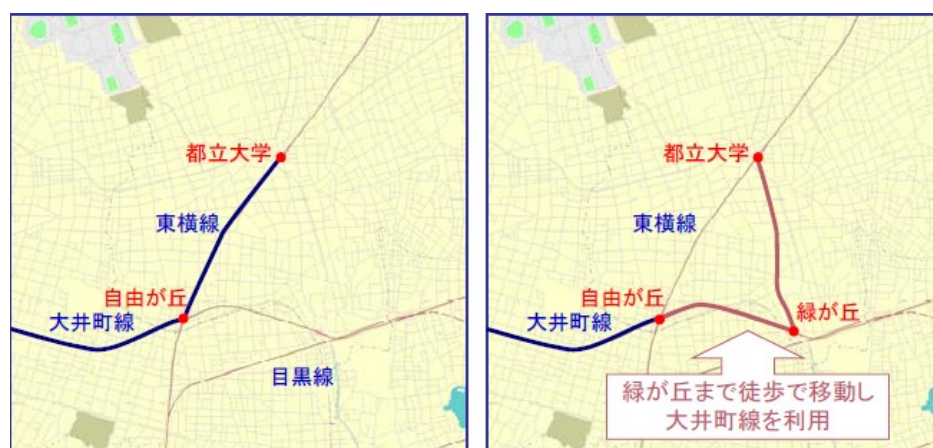 都立大学
東横線
自由が丘
大井町線
目黒線
都立大学
東横線
自由が丘
大井町線
緑が丘
緑が丘まで徒歩で移動し
大井町線を利用